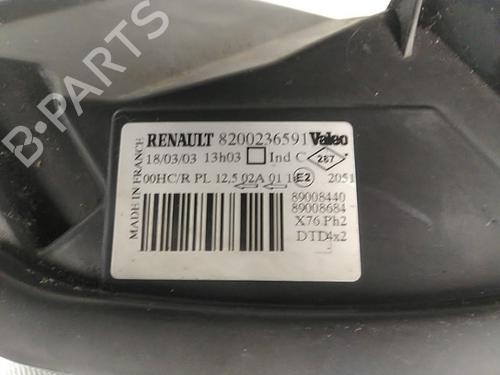 RENAULT 8200236591 Valeo
18/03/03 13h03 Ind C 287
00HC/R PL 12,5 02A 01 E2 2051
89008440
89008684
X76 Ph2
DTD4x2
MADE IN FRANCE
B-PARTS